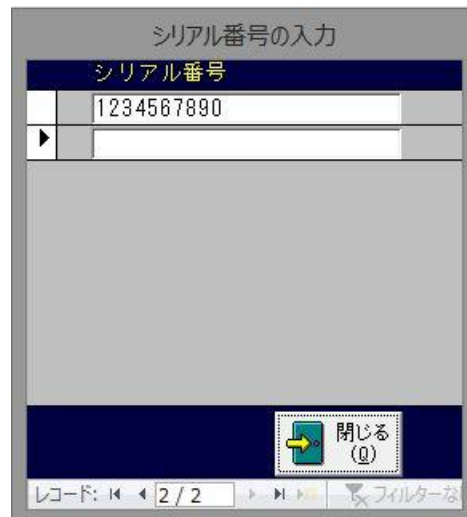 シリアル番号の入力
シリアル番号
1234567890
閉じる
(Q)
レコード: 2 / 2 フィルターな